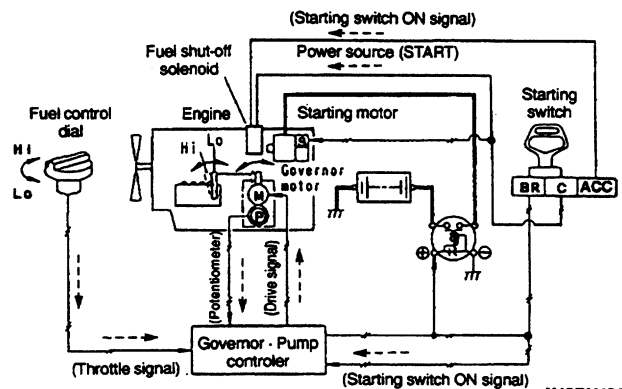 (Starting switch ON signal)
Fuel shut-off
solenoid
Power source (START)
Fuel control
dial
Engine
Starting motor
Starting
switch
Hi
Lo
Hi
Lo
S
Governor
motor
BR C ACC
M
P
(Potentiometer)
(Drive signal)
Governor · Pump
controler
(Throttle signal)
(Starting switch ON signal)